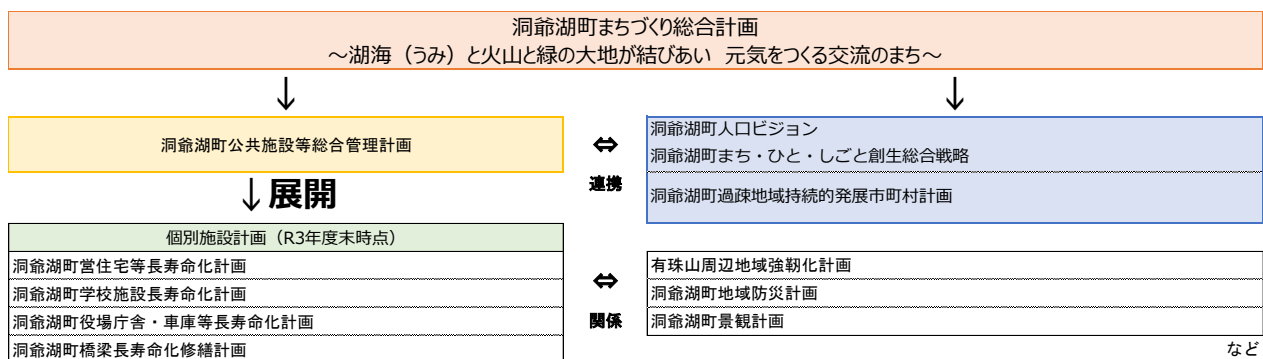 洞爺湖町まちづくり総合計画
～湖海（うみ）と火山と緑の大地が結びあい 元気をつくる交流のまち～
↓
↓
洞爺湖町公共施設等総合管理計画
⇔
連携
洞爺湖町人口ビジョン
洞爺湖町まち・ひと・しごと創生総合戦略
洞爺湖町過疎地域持続的発展市町村計画
↓展開
個別施設計画（R3年度末時点）
洞爺湖町営住宅等長寿命化計画
洞爺湖町学校施設長寿命化計画
洞爺湖町役場庁舎・車庫等長寿命化計画
洞爺湖町橋梁長寿命化修繕計画
⇔
関係
有珠山周辺地域強靭化計画
洞爺湖町地域防災計画
洞爺湖町景観計画
など